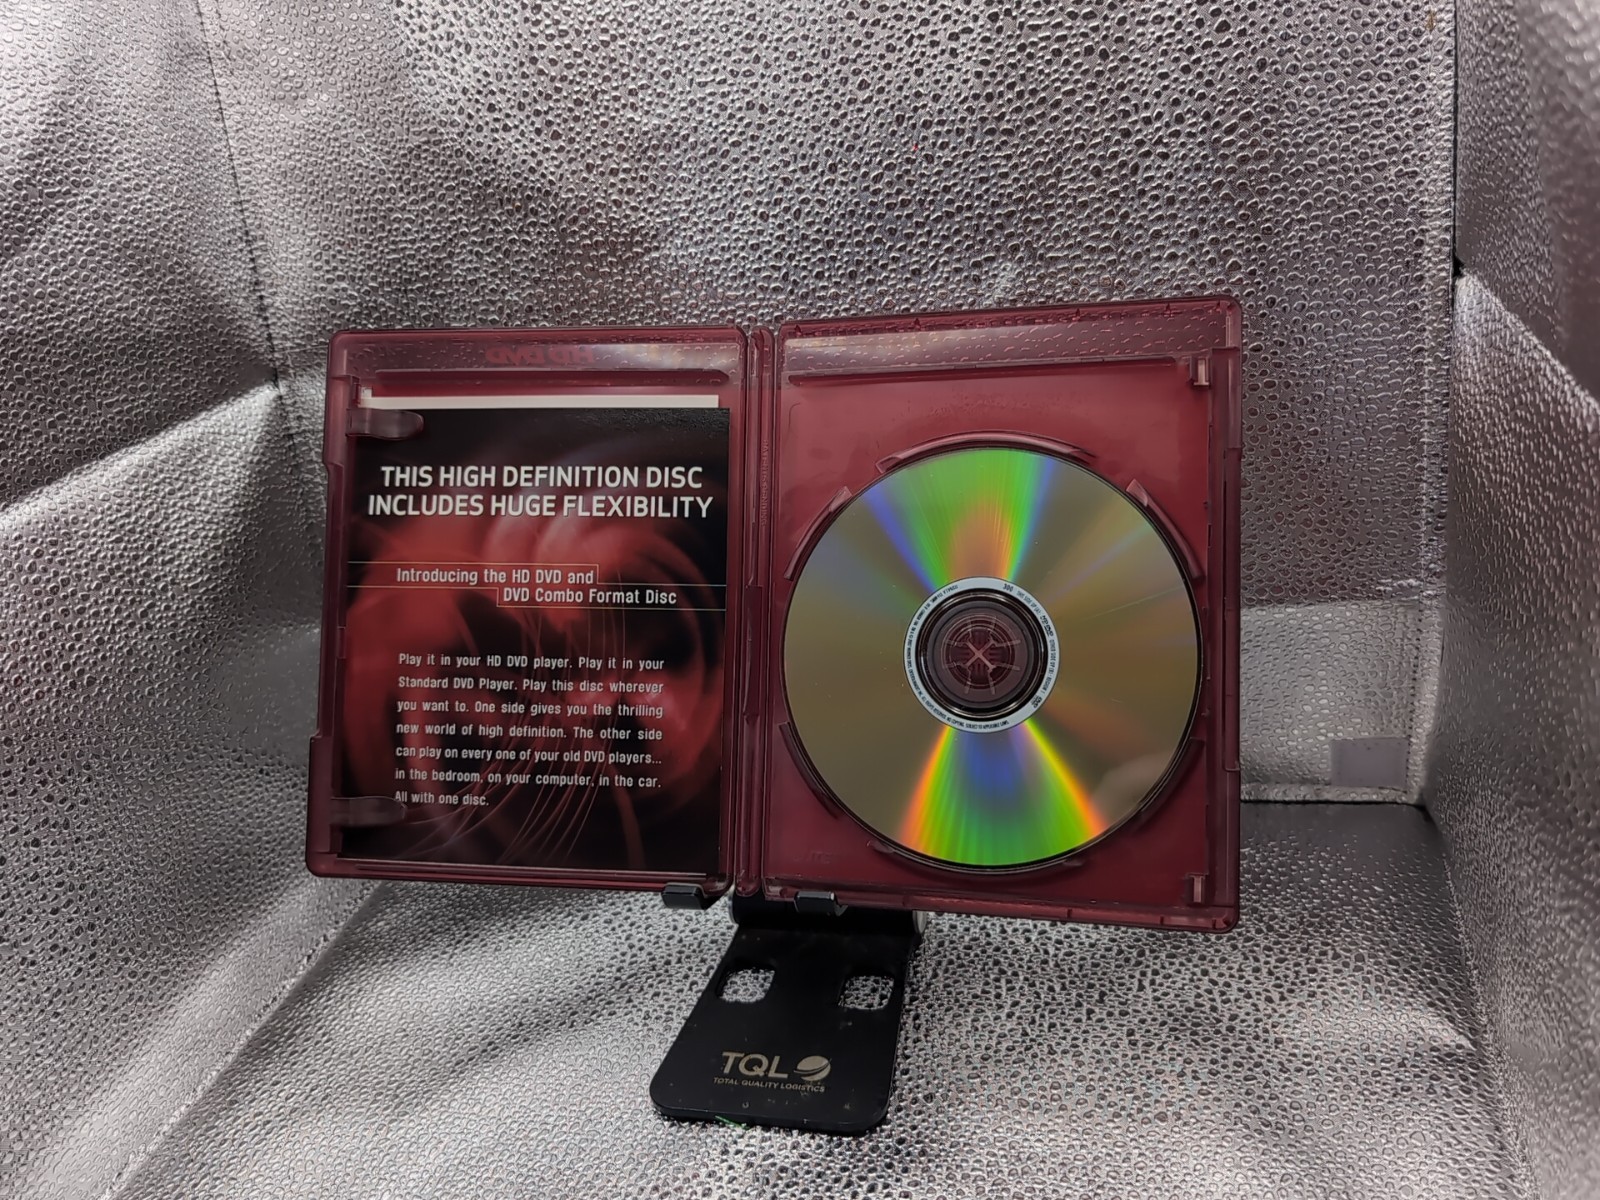 HD DVD
THIS HIGH DEFINITION DISC
INCLUDES HUGE FLEXIBILITY
Introducing the HD DVD and
DVD Combo Format Disc
Play it in your HD DVD player. Play it in your
Standard DVD Player. Play this disc wherever
you want to. One side gives you the thrilling
new world of high definition. The other side
can play on every one of your old DVD players...
in the bedroom, on your computer, in the car.
All with one disc.
300
TQL
TOTAL QUALITY LOGISTICS